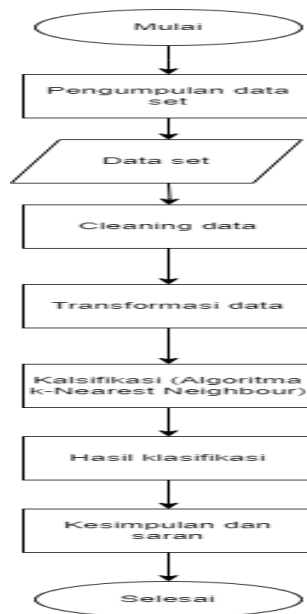 Mulai
Pengumpulan data
set
Data set
Cleaning data
Transformasi data
Kalsifikasi (Algoritma
k-Nearest Neighbour)
Hasil klasifikasi
Kesimpulan dan
saran
Selesai